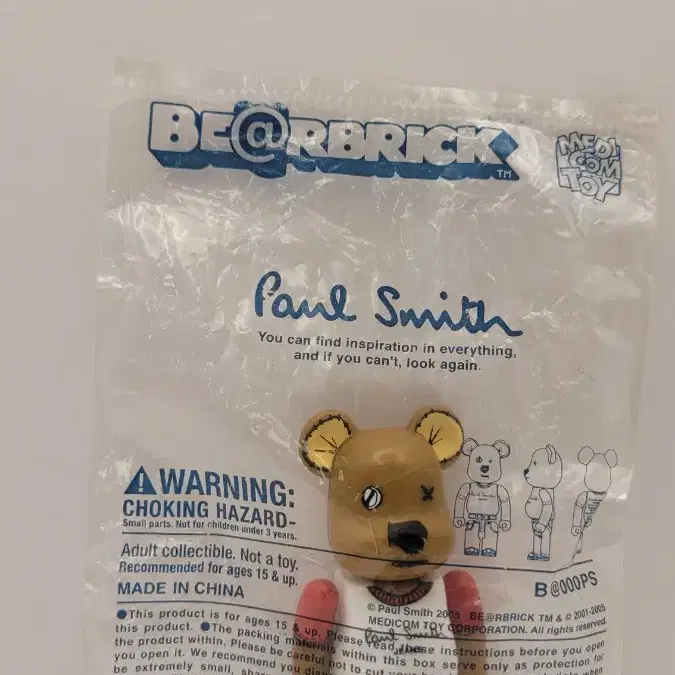 BE@RBRICK TM
MEDI
COM
TOY
Paul Smith
You can find inspiration in everything,
and if you can't, look again.
WARNING:
CHOKING HAZARD-
Small parts. Not for children under 3 years.
Adult collectible. Not a toy.
Recommended for ages 15 & up.
MADE IN CHINA
B@000PS
© Paul Smith BE@RBRICK TM & © 2001-2005
MEDICOM TOY CORPORATION. All rights reserved.
Paul Smith
●This product is for ages 15 & up. Please read these instructions before you open
this product. ●The packing materials within this box serve only as protection for
the product within. Please be careful not to cut your
you open it. We recommend you
be extremely small,